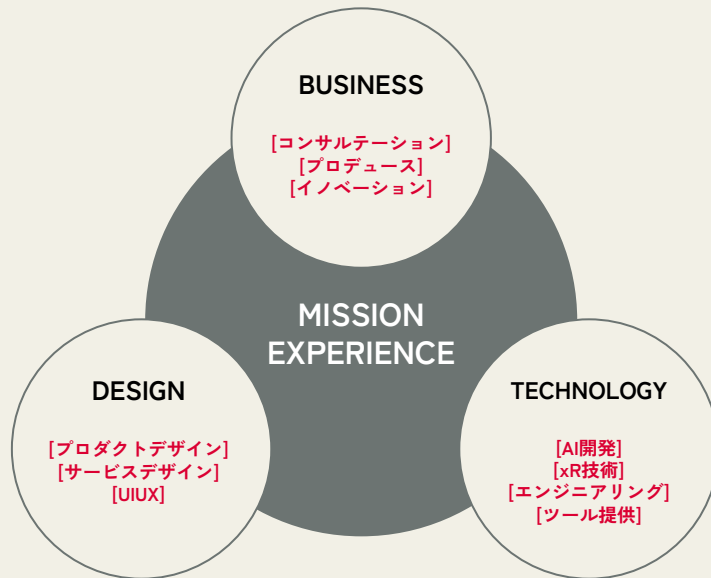 BUSINESS
[コンサルテーション]
[プロデュース]
[イノベーション]
MISSION
EXPERIENCE
DESIGN
[プロダクトデザイン]
[サービスデザイン]
[UIUX]
TECHNOLOGY
[AI開発]
[xR技術]
[エンジニアリング]
[ツール提供]